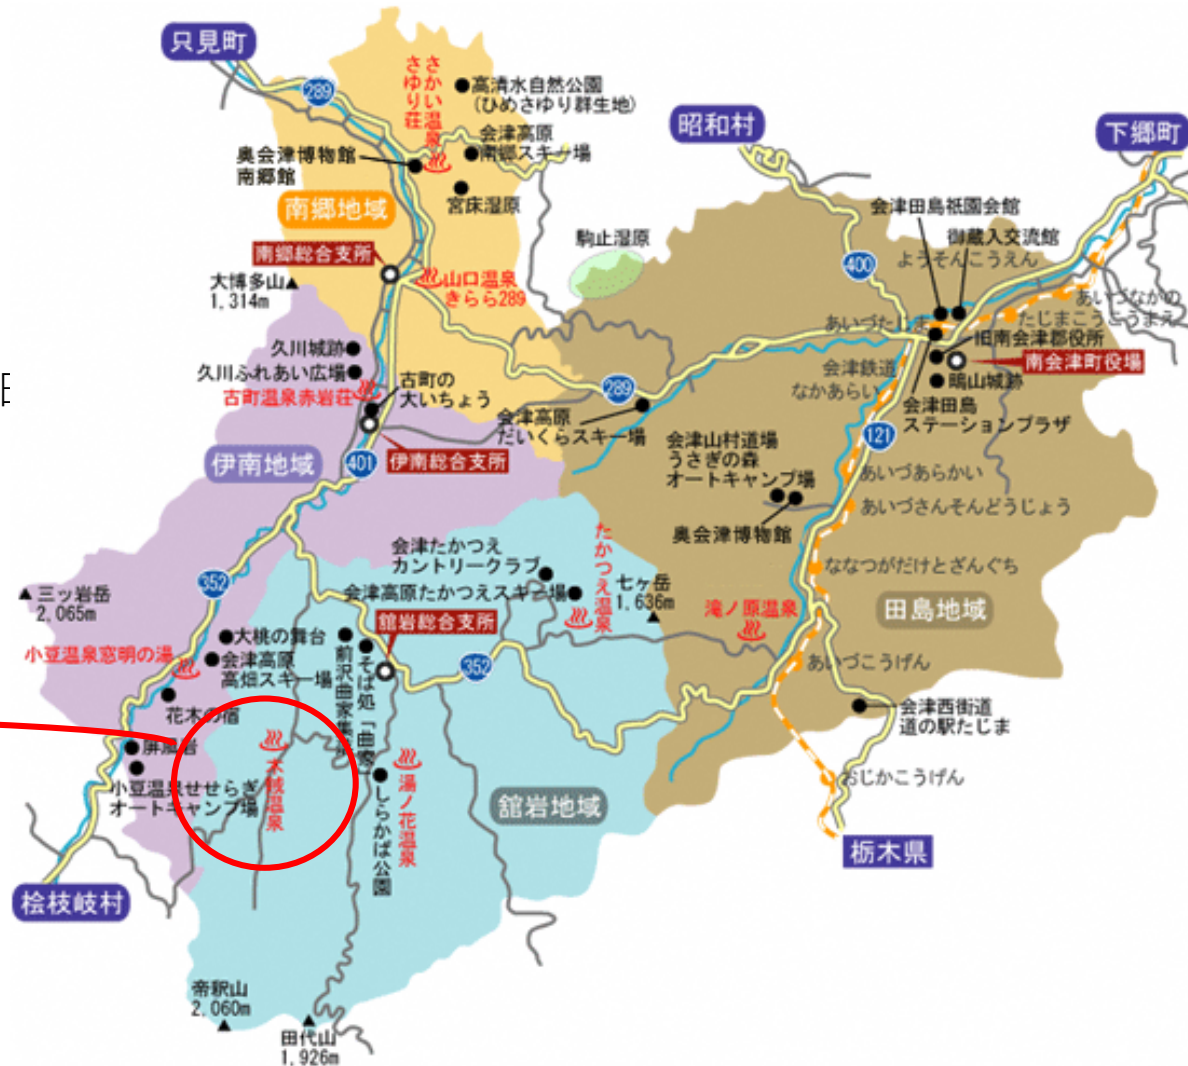 只見町
289
さかい温泉
さゆり荘
高清水自然公園
(ひめさゆり群生地)
会津高原
南郷スキー場
奥会津博物館
南郷館
宮床湿原
南郷地域
南郷総合支所
大博多山▲
1,314m
山口温泉
きらら289
駒止湿原
昭和村
下郷町
会津田島祇園会館
御蔵入交流館
ようそんこうえん
400
あいづながの
たじまこうこうまえ
あいづたじま
旧南会津郡役所
南会津町役場
会津鉄道
なかあらい
鴫山城跡
会津田島
ステーションプラザ
久川城跡
久川ふれあい広場
古町温泉赤岩荘
古町の
大いちょう
289
会津高原
だいくらスキー場
121
会津山村道場
うさぎの森
オートキャンプ場
奥会津博物館
あいづあらかい
あいづさんそんどうじょう
伊南地域
401
伊南総合支所
会津たかつえ
カントリークラブ
会津高原たかつえスキー場
たかつえ温泉
七ヶ岳
1,636m
ななつがだけとざんぐち
滝ノ原温泉
田島地域
352
▲三ッ岩岳
2,065m
舘岩総合支所
大桃の舞台
小豆温泉窓明の湯
会津高原
高畑スキー場
前沢曲家集落
そば処「曲家」
352
あいづこうげん
花木の宿
会津西街道
道の駅たじま
屏風岩
木賊温泉
小豆温泉せせらぎ
オートキャンプ場
湯ノ花温泉
しらかば公園
舘岩地域
おじかこうげん
栃木県
桧枝岐村
帝釈山
2,060m
田代山
1,926m